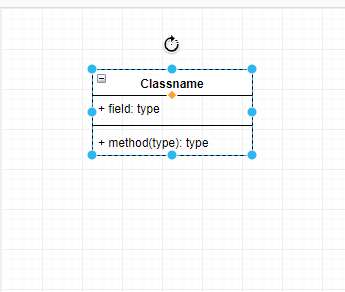 Classname
+ field: type
+ method(type): type